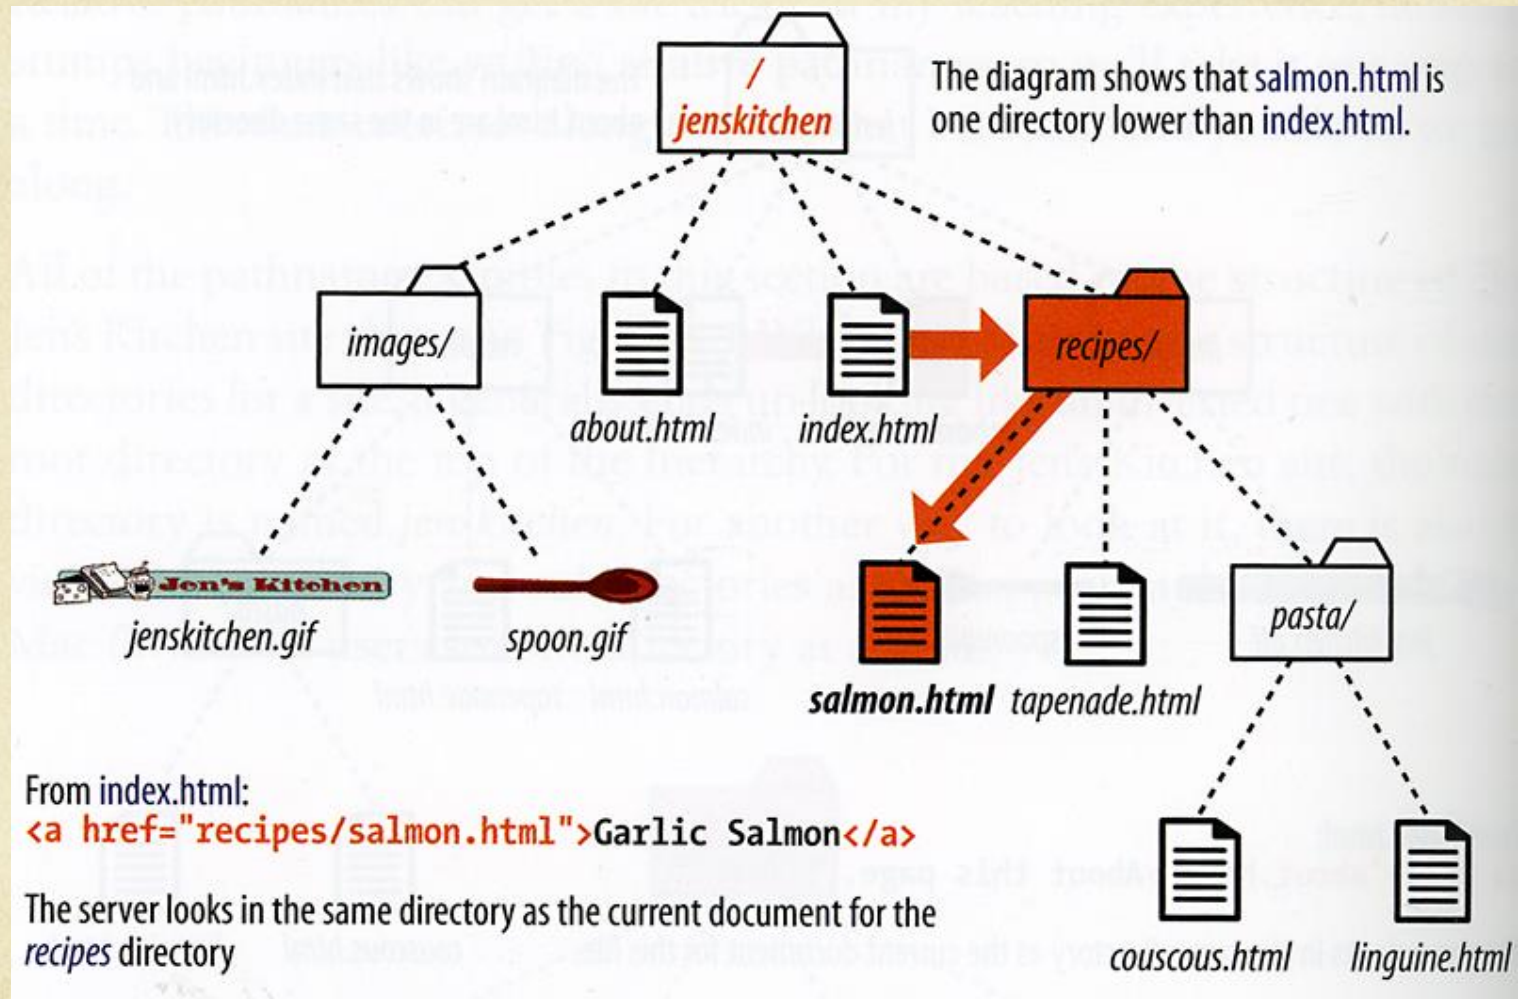 /
jenskitchen
The diagram shows that salmon.html is
one directory lower than index.html.
images/
about.html
index.html
recipes/
Jen's Kitchen
jenskitchen.gif
spoon.gif
salmon.html
tapenade.html
pasta/
couscous.html
linguine.html
From index.html:
<a href="recipes/salmon.html">Garlic Salmon</a>
The server looks in the same directory as the current document for the
recipes directory